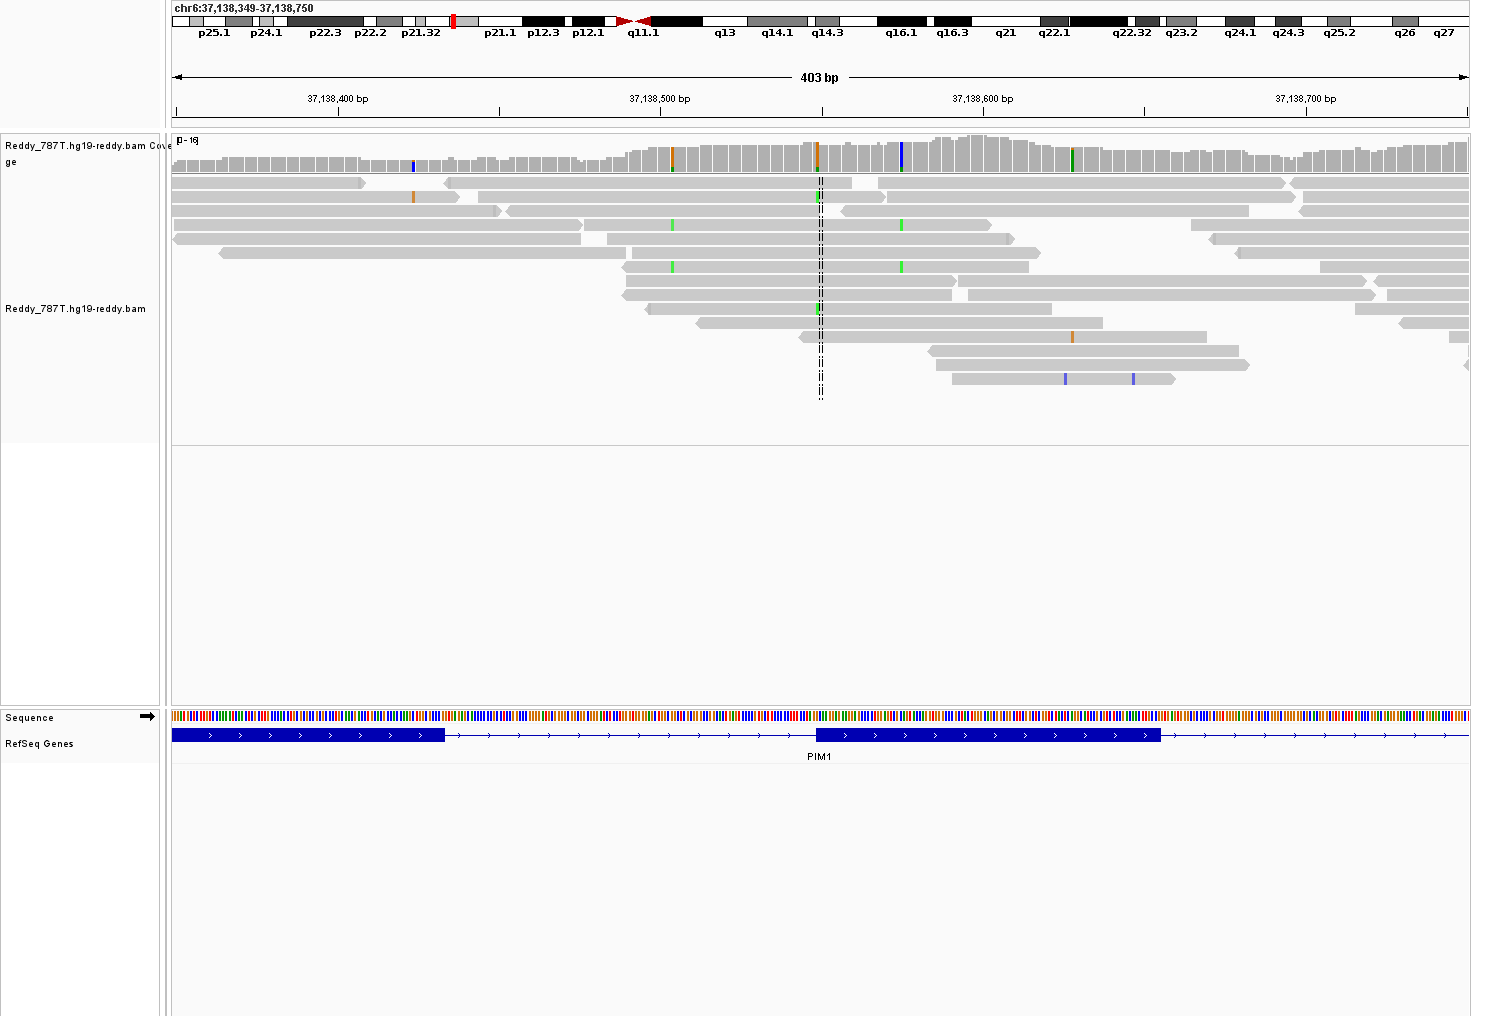 chr6:37,138,349-37,138,750
p25.1 p24.1 p22.3 p22.2 p21.32 p21.1 p12.3 p12.1 q11.1 q13 q14.1 q14.3 q16.1 q16.3 q21 q22.1 q22.32 q23.2 q24.1 q24.3 q25.2 q26 q27
403 bp
37,138,400 bp 37,138,500 bp 37,138,600 bp 37,138,700 bp
[0 - 16]
Reddy_787T.hg19-reddy.bam Cove
ge
Reddy_787T.hg19-reddy.bam
Sequence
RefSeq Genes
PIM1